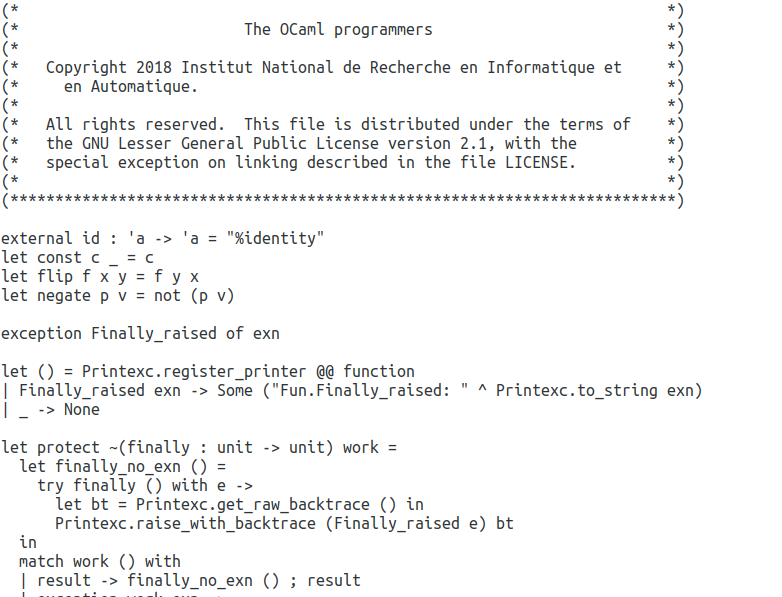 (*                                                                        *)
(*                         The OCaml programmers                          *)
(*                                                                        *)
(*   Copyright 2018 Institut National de Recherche en Informatique et     *)
(*     en Automatique.                                                    *)
(*                                                                        *)
(*   All rights reserved.  This file is distributed under the terms of    *)
(*   the GNU Lesser General Public License version 2.1, with the          *)
(*   special exception on linking described in the file LICENSE.          *)
(*                                                                        *)
(**************************************************************************)

external id : 'a -> 'a = "%identity"
let const c _ = c
let flip f x y = f y x
let negate p v = not (p v)

exception Finally_raised of exn

let () = Printexc.register_printer @@ function
| Finally_raised exn -> Some ("Fun.Finally_raised: " ^ Printexc.to_string exn)
| _ -> None

let protect ~(finally : unit -> unit) work =
  let finally_no_exn () =
    try finally () with e ->
      let bt = Printexc.get_raw_backtrace () in
      Printexc.raise_with_backtrace (Finally_raised e) bt
  in
  match work () with
  | result -> finally_no_exn () ; result